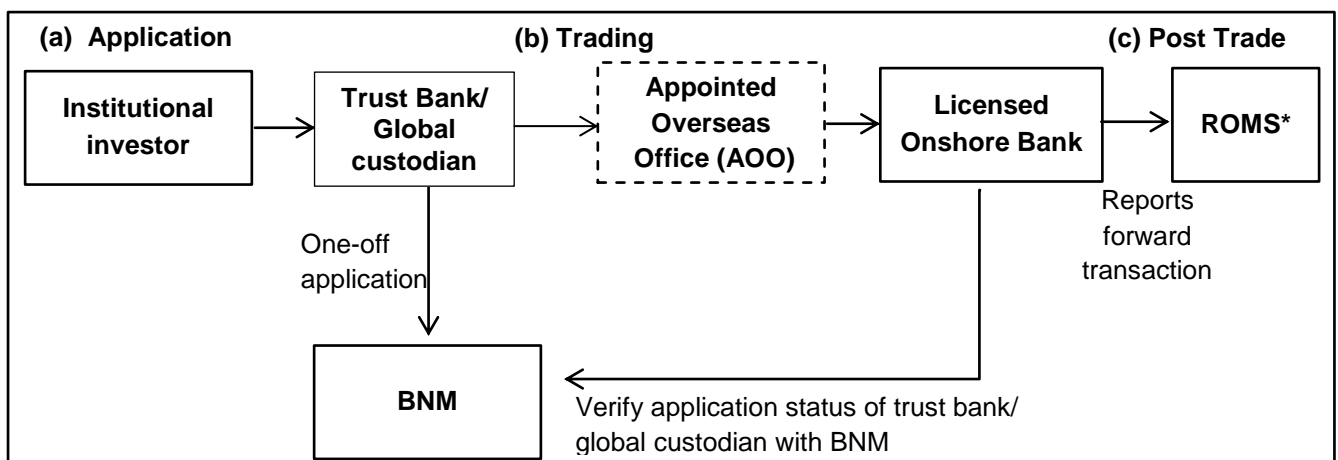 (a) Application
(b) Trading
(c) Post Trade
Institutional
investor
Trust Bank/
Global
custodian
Appointed
Overseas
Office (AOO)
Licensed
Onshore Bank
ROMS*
Reports
forward
transaction
One-off
application
BNM
Verify application status of trust bank/
global custodian with BNM